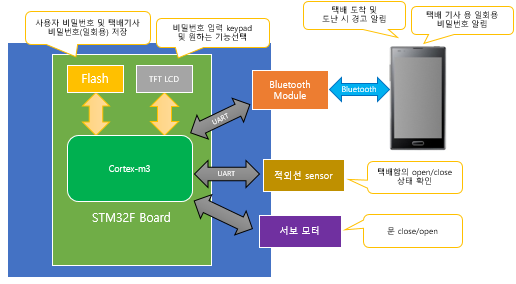 사용자 비밀번호 및 택배기사
비밀번호(일회용) 저장
비밀번호 입력 keypad
및 원하는 기능선택
택배 도착 및
도난 시 경고 알림
택배 기사 용 일회용
비밀번호 알림
Flash
TFT LCD
Bluetooth
Module
Bluetooth
UART
Cortex-m3
UART
적외선 sensor
택배함의 open/close
상태 확인
STM32F Board
서보 모터
문 close/open